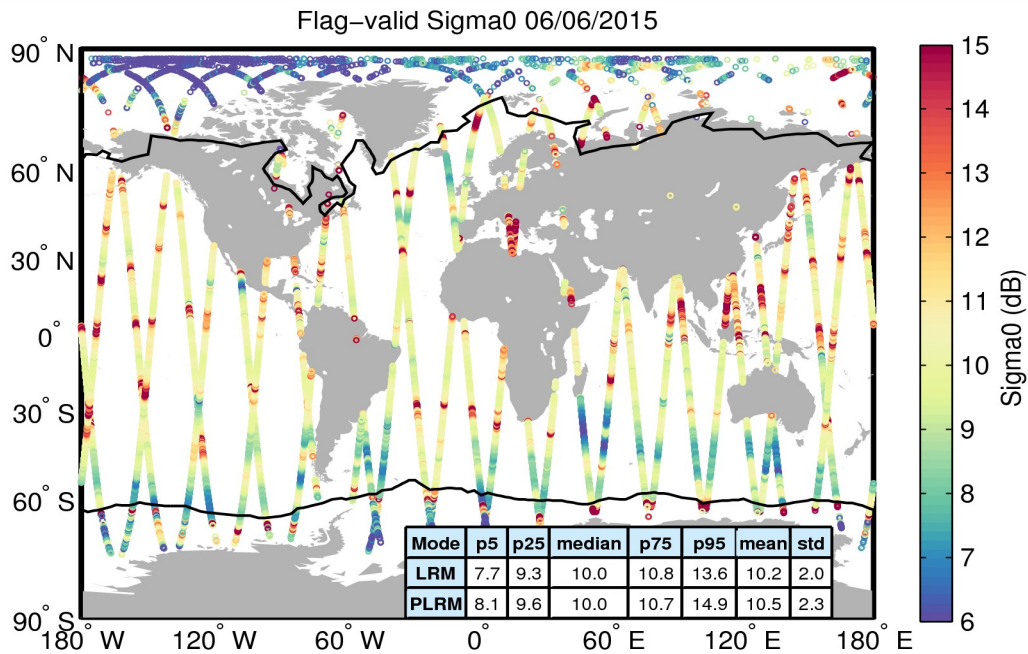 Flag−valid Sigma0 06/06/2015
90° N
60° N
30° N
0°
30° S
60° S
90° S
180° W
120° W
60° W
0°
60° E
120° E
180° E
Mode p5 p25 median p75 p95 mean std
LRM 7.7 9.3 10.0 10.8 13.6 10.2 2.0
PLRM 8.1 9.6 10.0 10.7 14.9 10.5 2.3
15
14
13
12
11
10
9
8
7
6
Sigma0 (dB)